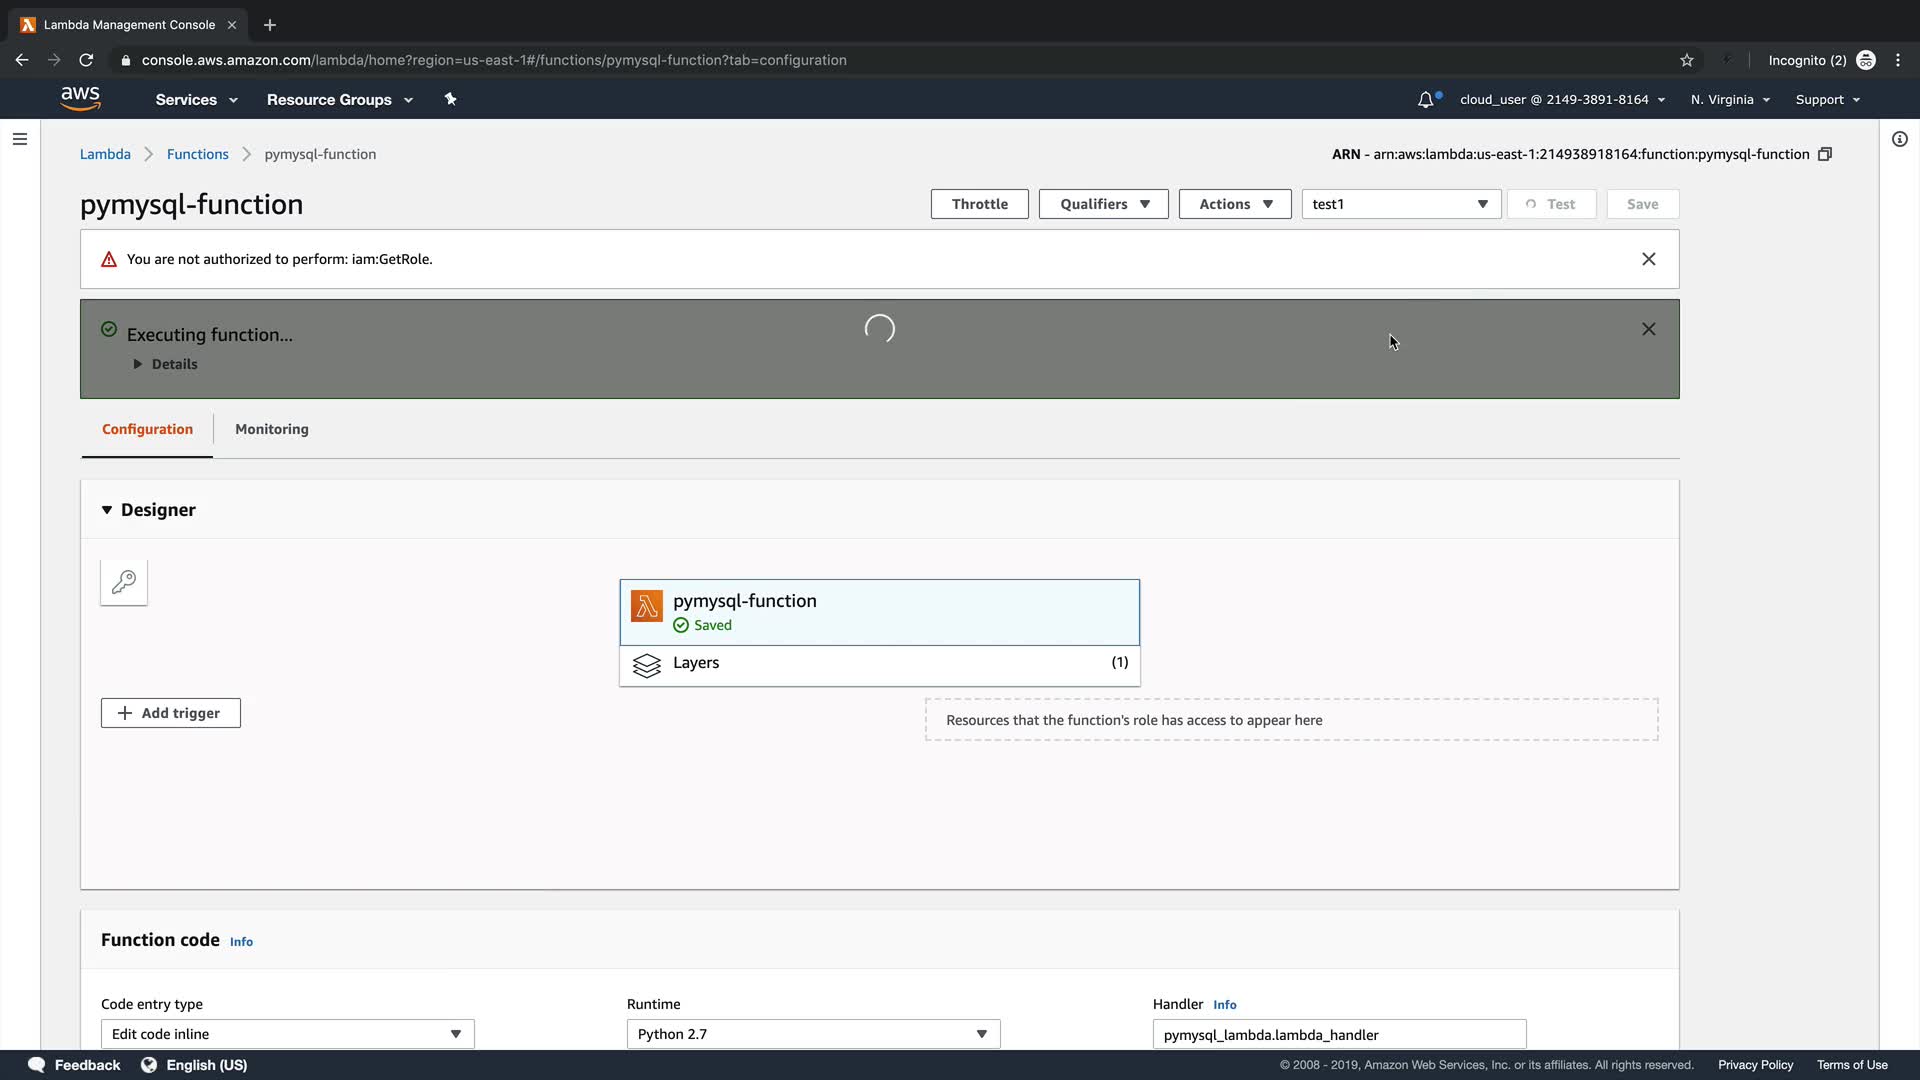 Lambda Management Console
console.aws.amazon.com/lambda/home?region=us-east-1#/functions/pymysql-function?tab=configuration
Incognito (2)
aws
Services
Resource Groups
cloud_user @ 2149-3891-8164
N. Virginia
Support
Lambda
Functions
pymysql-function
ARN - arn:aws:lambda:us-east-1:214938918164:function:pymysql-function
pymysql-function
Throttle
Qualifiers
Actions
test1
Test
Save
You are not authorized to perform: iam:GetRole.
Executing function...
Details
Configuration
Monitoring
Designer
pymysql-function
Saved
Layers
(1)
Add trigger
Resources that the function's role has access to appear here
Function code Info
Code entry type
Runtime
Handler Info
Edit code inline
Python 2.7
pymysql_lambda.lambda_handler
Feedback
English (US)
© 2008 - 2019, Amazon Web Services, Inc. or its affiliates. All rights reserved.
Privacy Policy
Terms of Use